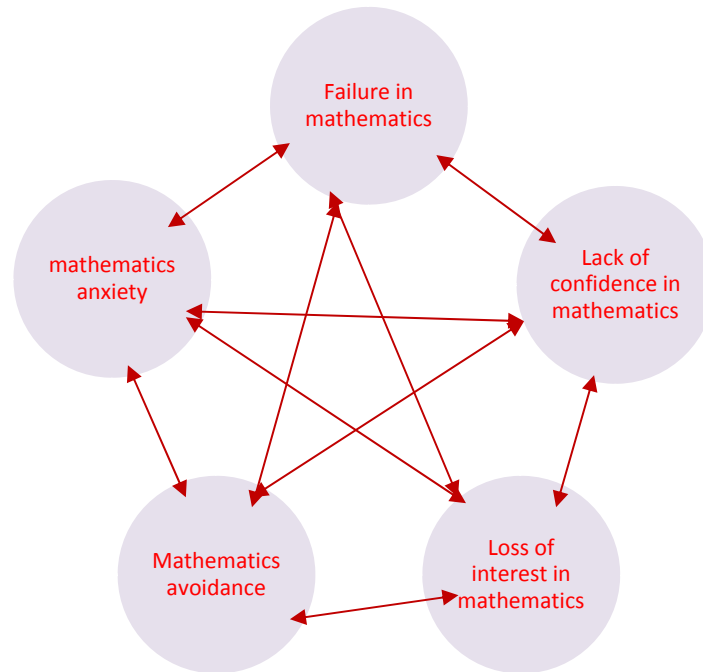 Failure in
mathematics
mathematics
anxiety
Lack of
confidence in
mathematics
Mathematics
avoidance
Loss of
interest in
mathematics